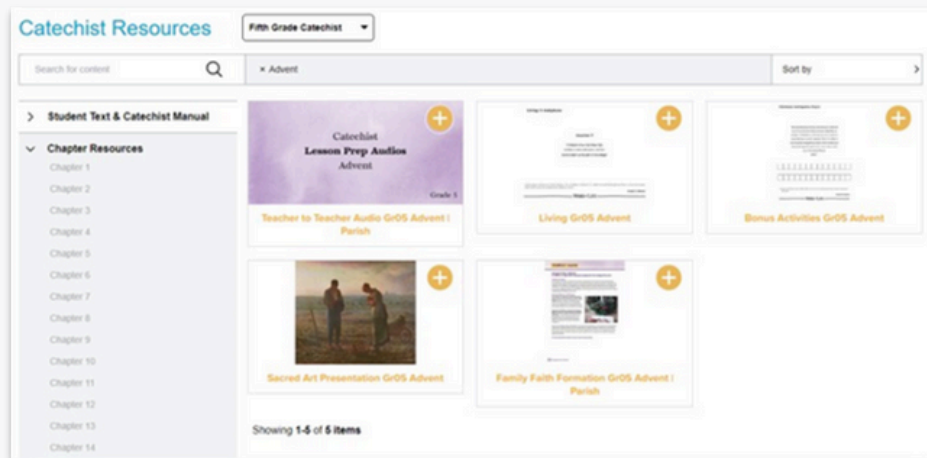 Catechist Resources
Fifth Grade Catechist
Search for content
× Advent
Sort by
Student Text & Catechist Manual
Chapter Resources
Chapter 1
Chapter 2
Chapter 3
Chapter 4
Chapter 5
Chapter 6
Chapter 7
Chapter 8
Chapter 9
Chapter 10
Chapter 11
Chapter 12
Chapter 13
Chapter 14
Catechist
Lesson Prep Audios
Advent
Grade 5
Teacher to Teacher Audio Gr05 Advent |
Parish
Living Gr05 Advent
Bonus Activities Gr05 Advent
Sacred Art Presentation Gr05 Advent
Family Faith Formation Gr05 Advent |
Parish
Showing 1-5 of 5 items